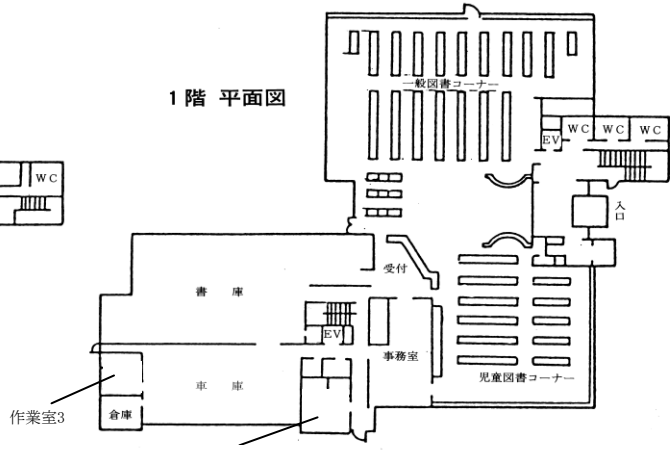 1階 平面図
一般図書コーナー
EV
WC
WC
WC
WC
入口
受付
書庫
EV
事務室
児童図書コーナー
車庫
作業室3
倉庫